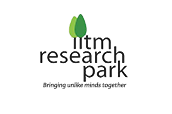 iitm
research
park
Bringing unlike minds together